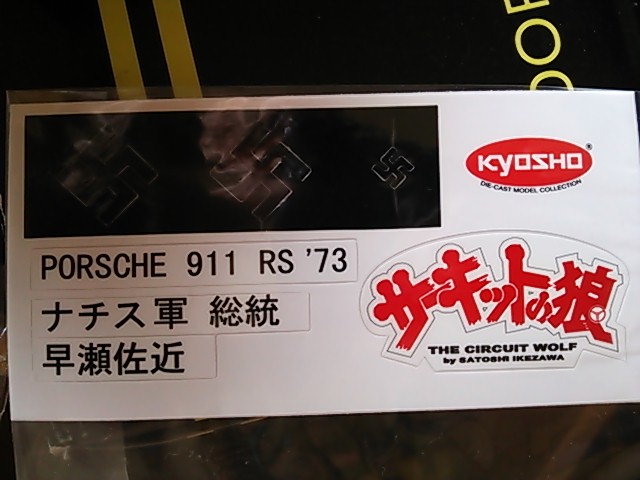 DOR
KYOSHO
®
DIE-CAST MODEL COLLECTION
PORSCHE 911 RS '73
ナチス軍 総統
早瀬佐近
サーキットの狼
THE CIRCUIT WOLF
by SATOSHI IKEZAWA